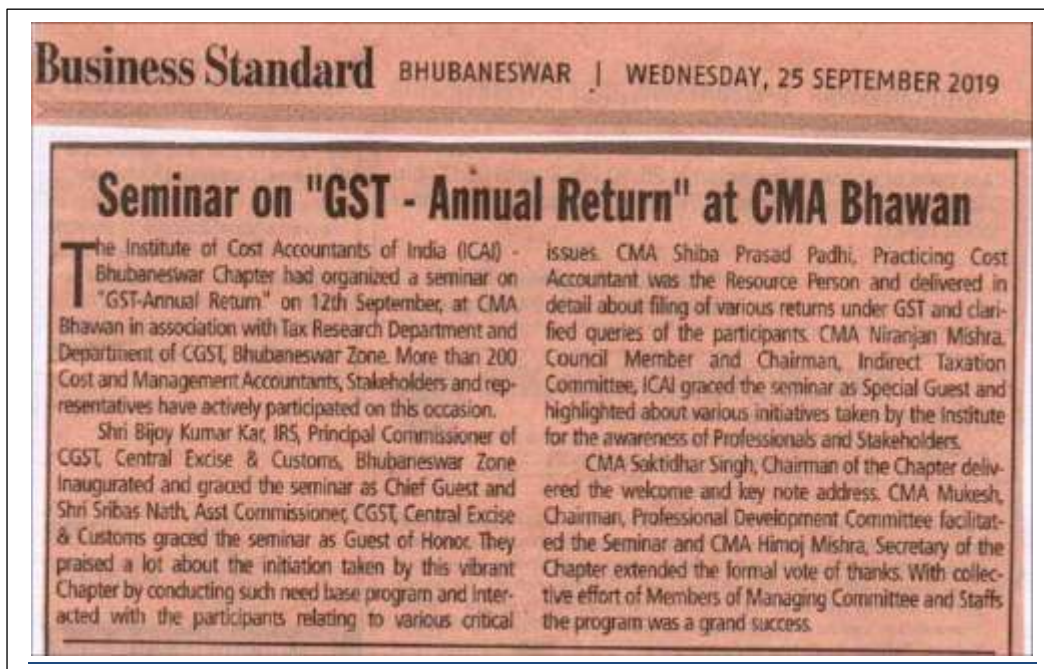 Business Standard BHUBANESWAR | WEDNESDAY, 25 SEPTEMBER 2019
Seminar on "GST - Annual Return" at CMA Bhawan
The Institute of Cost Accountants of India (ICAI) -
Bhubaneswar Chapter had organized a seminar on
"GST-Annual Return" on 12th September, at CMA
Bhawan in association with Tax Research Department and
Department of CGST, Bhubaneswar Zone. More than 200
Cost and Management Accountants, Stakeholders and rep-
resentatives have actively participated on this occasion.
Shri Bijoy Kumar Kar, IRS, Principal Commissioner of
CGST, Central Excise & Customs, Bhubaneswar Zone
Inaugurated and graced the seminar as Chief Guest and
Shri Sribas Nath, Asst Commissioner, CGST, Central Excise
& Customs graced the seminar as Guest of Honor. They
praised a lot about the initiation taken by this vibrant
Chapter by conducting such need base program and inter-
acted with the participants relating to various critical
issues. CMA Shiba Prasad Padhi, Practicing Cost
Accountant was the Resource Person and delivered in
detail about filing of various returns under GST and clari-
fied queries of the participants. CMA Niranjan Mishra,
Council Member and Chairman, Indirect Taxation
Committee, ICAI graced the seminar as Special Guest and
highlighted about various initiatives taken by the Institute
for the awareness of Professionals and Stakeholders.
CMA Saktidhar Singh, Chairman of the Chapter deliv-
ered the welcome and key note address. CMA Mukesh,
Chairman, Professional Development Committee facilitat-
ed the Seminar and CMA Himoj Mishra, Secretary of the
Chapter extended the formal vote of thanks. With collec-
tive effort of Members of Managing Committee and Staffs
the program was a grand success.